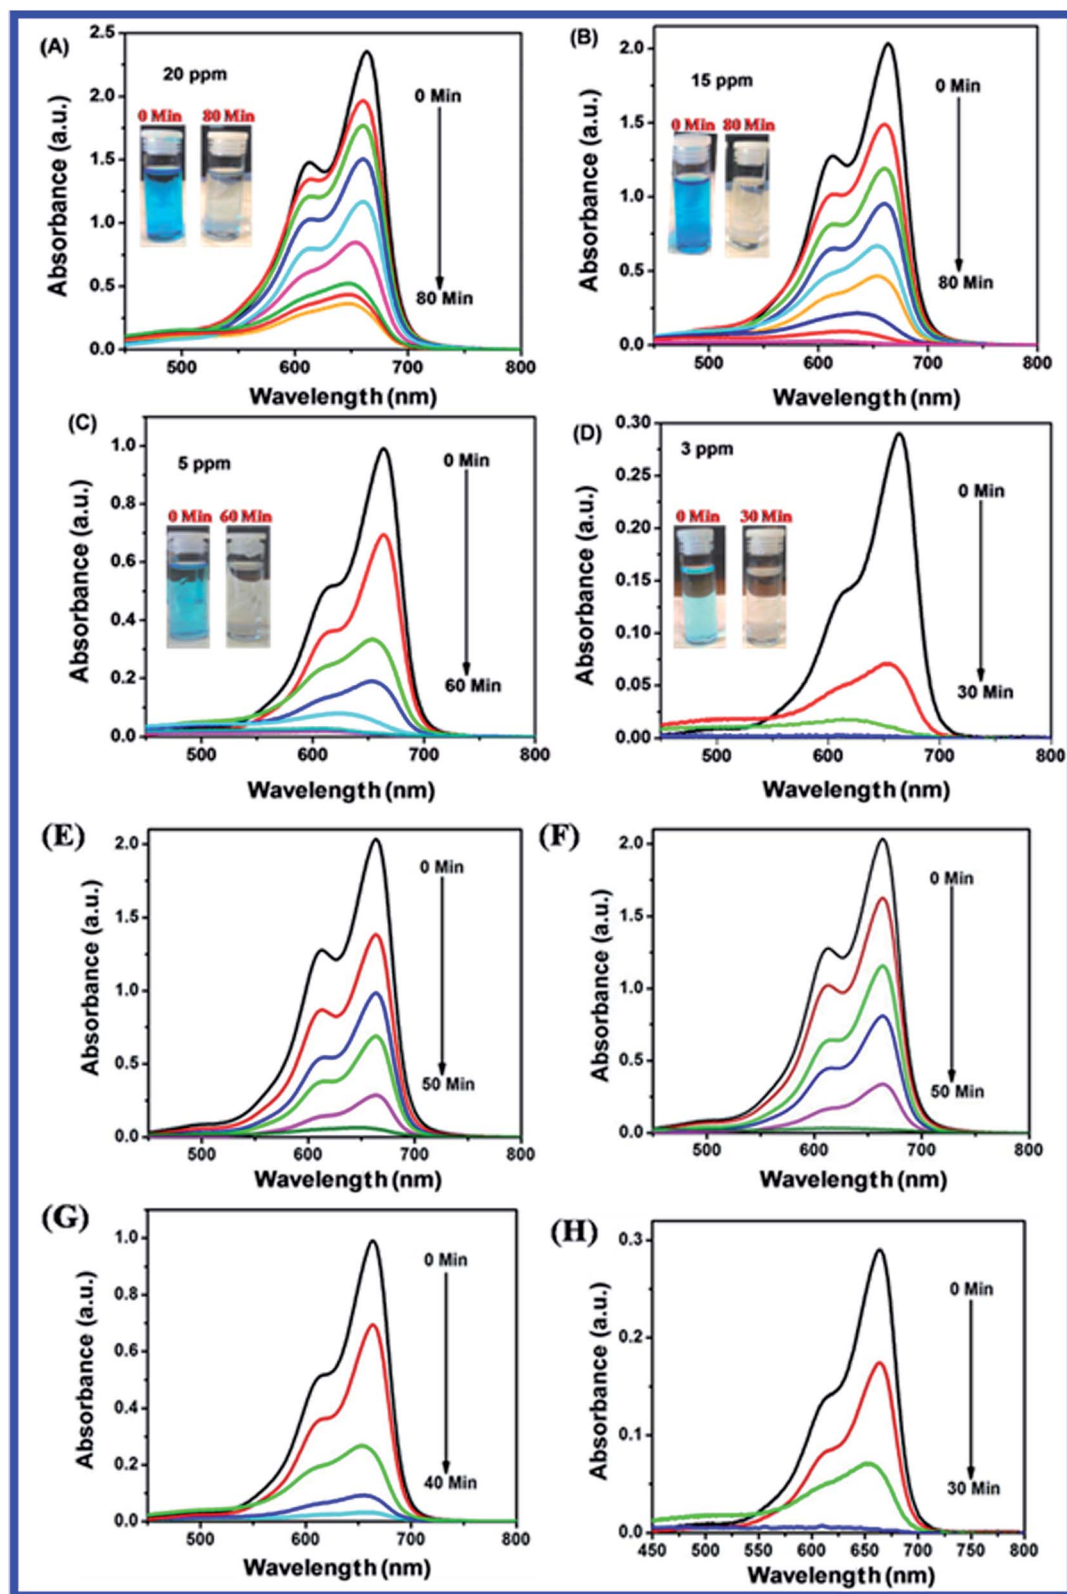 (A)
20 ppm
0 Min 80 Min
0 Min
80 Min
Absorbance (a.u.)
2.5
2.0
1.5
1.0
0.5
0.0
500 600 700 800
Wavelength (nm)
(B)
15 ppm
0 Min 80 Min
0 Min
80 Min
Absorbance (a.u.)
2.0
1.5
1.0
0.5
0.0
500 600 700 800
Wavelength (nm)
(C)
5 ppm
0 Min 60 Min
0 Min
60 Min
Absorbance (a.u.)
1.0
0.8
0.6
0.4
0.2
0.0
500 600 700 800
Wavelength (nm)
(D)
3 ppm
0 Min 30 Min
0 Min
30 Min
Absorbance (a.u.)
0.30
0.25
0.20
0.15
0.10
0.05
0.00
500 600 700 800
Wavelength (nm)
(E)
0 Min
50 Min
Absorbance (a.u.)
2.0
1.5
1.0
0.5
0.0
500 600 700 800
Wavelength (nm)
(F)
0 Min
50 Min
Absorbance (a.u.)
2.0
1.5
1.0
0.5
0.0
500 600 700 800
Wavelength (nm)
(G)
0 Min
40 Min
Absorbance (a.u.)
1.0
0.8
0.6
0.4
0.2
0.0
500 600 700 800
Wavelength (nm)
(H)
0 Min
30 Min
Absorbance (a.u.)
0.3
0.2
0.1
0.0
450 500 550 600 650 700 750 800
Wavelength (nm)